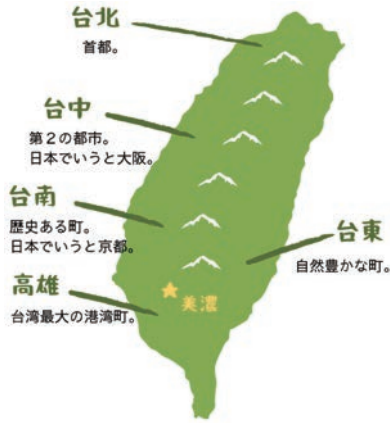 台北
首都。
台中
第2の都市。
日本でいうと大阪。
台南
歴史ある町。
日本でいうと京都。
台東
自然豊かな町。
高雄
台湾最大の港湾町。
美濃